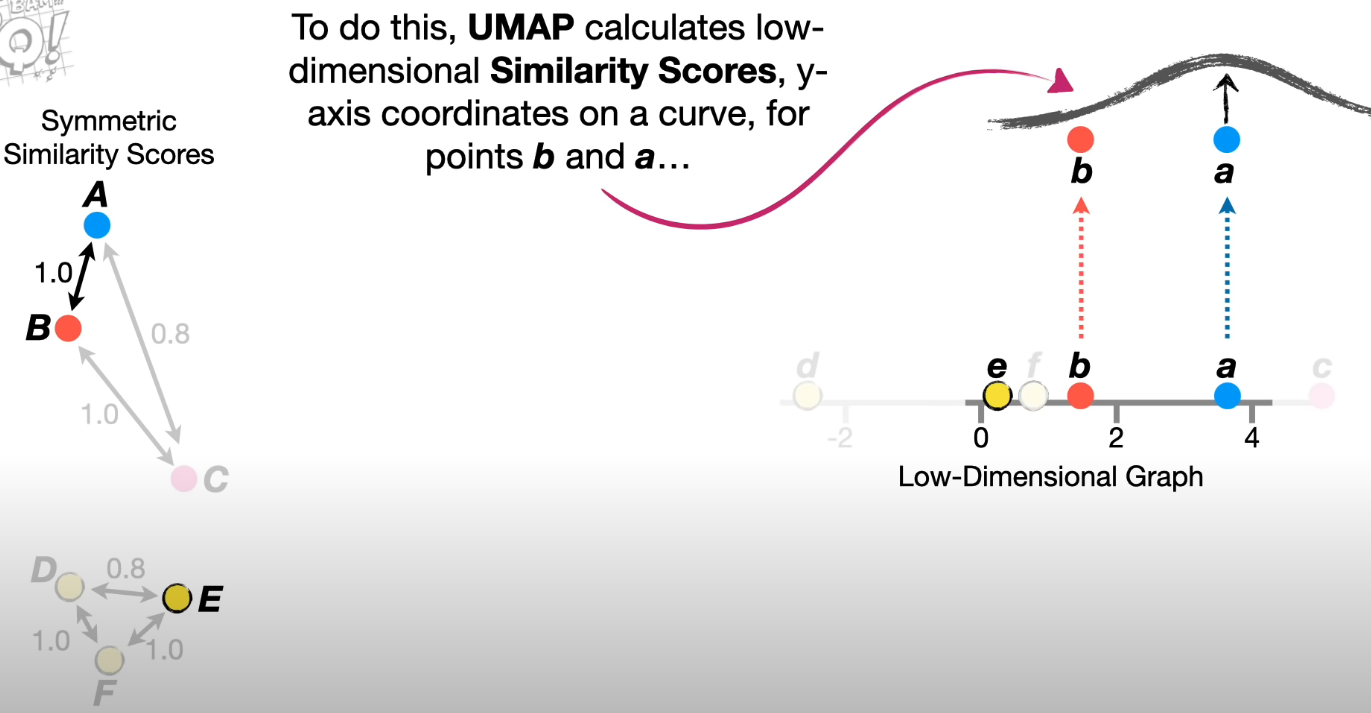 BAM!!
Q!
To do this, UMAP calculates low-
dimensional Similarity Scores, y-
axis coordinates on a curve, for
points b and a...
Symmetric
Similarity Scores
A
1.0
B
0.8
1.0
C
b a
d e f b a c
-2 0 2 4
Low-Dimensional Graph
D 0.8 E
1.0 1.0
F